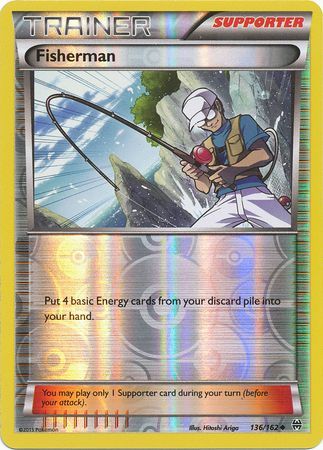 TRAINER SUPPORTER
Fisherman
Put 4 basic Energy cards from your discard pile into
your hand.
You may play only 1 Supporter card during your turn (before
your attack).
©2015 Pokémon Illus. Hitoshi Ariga 136/162